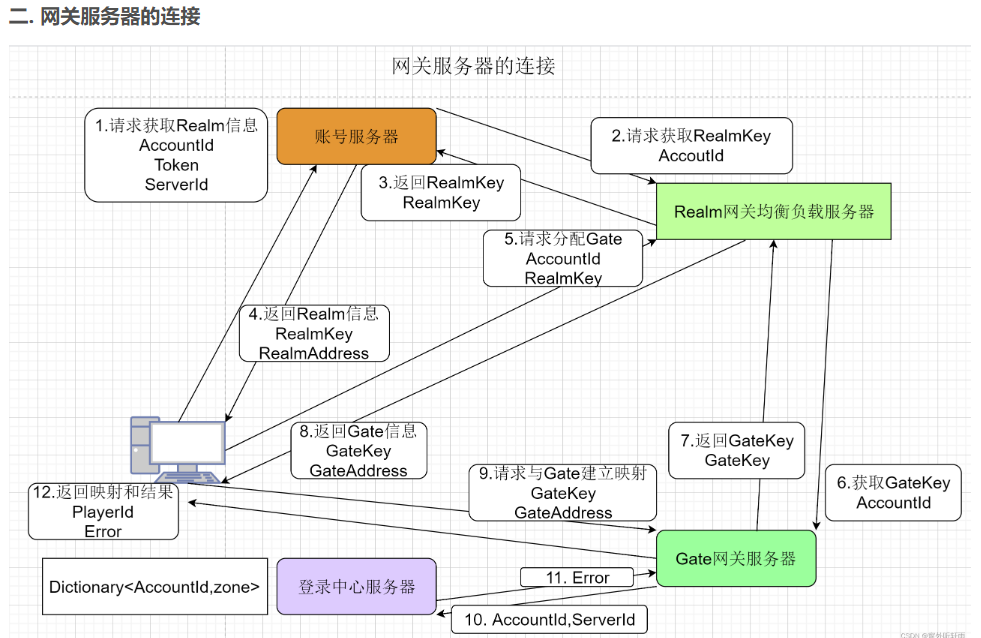 二. 网关服务器的连接
网关服务器的连接
1.请求获取Realm信息
AccountId
Token
ServerId
账号服务器
2.请求获取RealmKey
AccoutId
3.返回RealmKey
RealmKey
Realm网关均衡负载服务器
5.请求分配Gate
AccountId
RealmKey
4.返回Realm信息
RealmKey
RealmAddress
8.返回Gate信息
GateKey
GateAddress
7.返回GateKey
GateKey
9.请求与Gate建立映射
GateKey
GateAddress
6.获取GateKey
AccountId
12.返回映射和结果
PlayerId
Error
Gate网关服务器
Dictionary<AccountId,zone>
登录中心服务器
11. Error
10. AccountId,ServerId